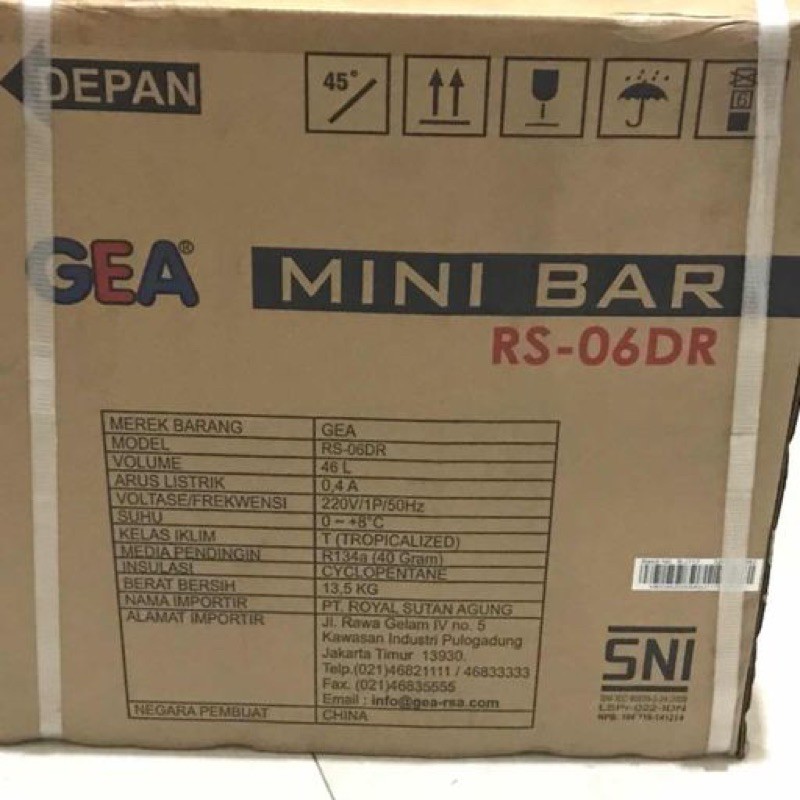 DEPAN
45°
GEA®
MINI BAR
RS-06DR
MEREK BARANG GEA
MODEL RS-06DR
VOLUME 46 L
ARUS LISTRIK 0,4 A
VOLTASE/FREKWENSI 220V/1P/50Hz
SUHU 0 ~ +8°C
KELAS IKLIM T (TROPICALIZED)
MEDIA PENDINGIN R134a (40 Gram)
INSULASI CYCLOPENTANE
BERAT BERSIH 13,5 KG
NAMA IMPORTIR PT. ROYAL SUTAN AGUNG
ALAMAT IMPORTIR Jl. Rawa Gelam IV no. 5
Kawasan Industri Pulogadung
Jakarta Timur 13930.
Telp.(021)46821111 / 46833333
Fax. (021)46835555
Email : info@gea-rsa.com
NEGARA PEMBUAT CHINA
SNI
LSPr-022-IDN